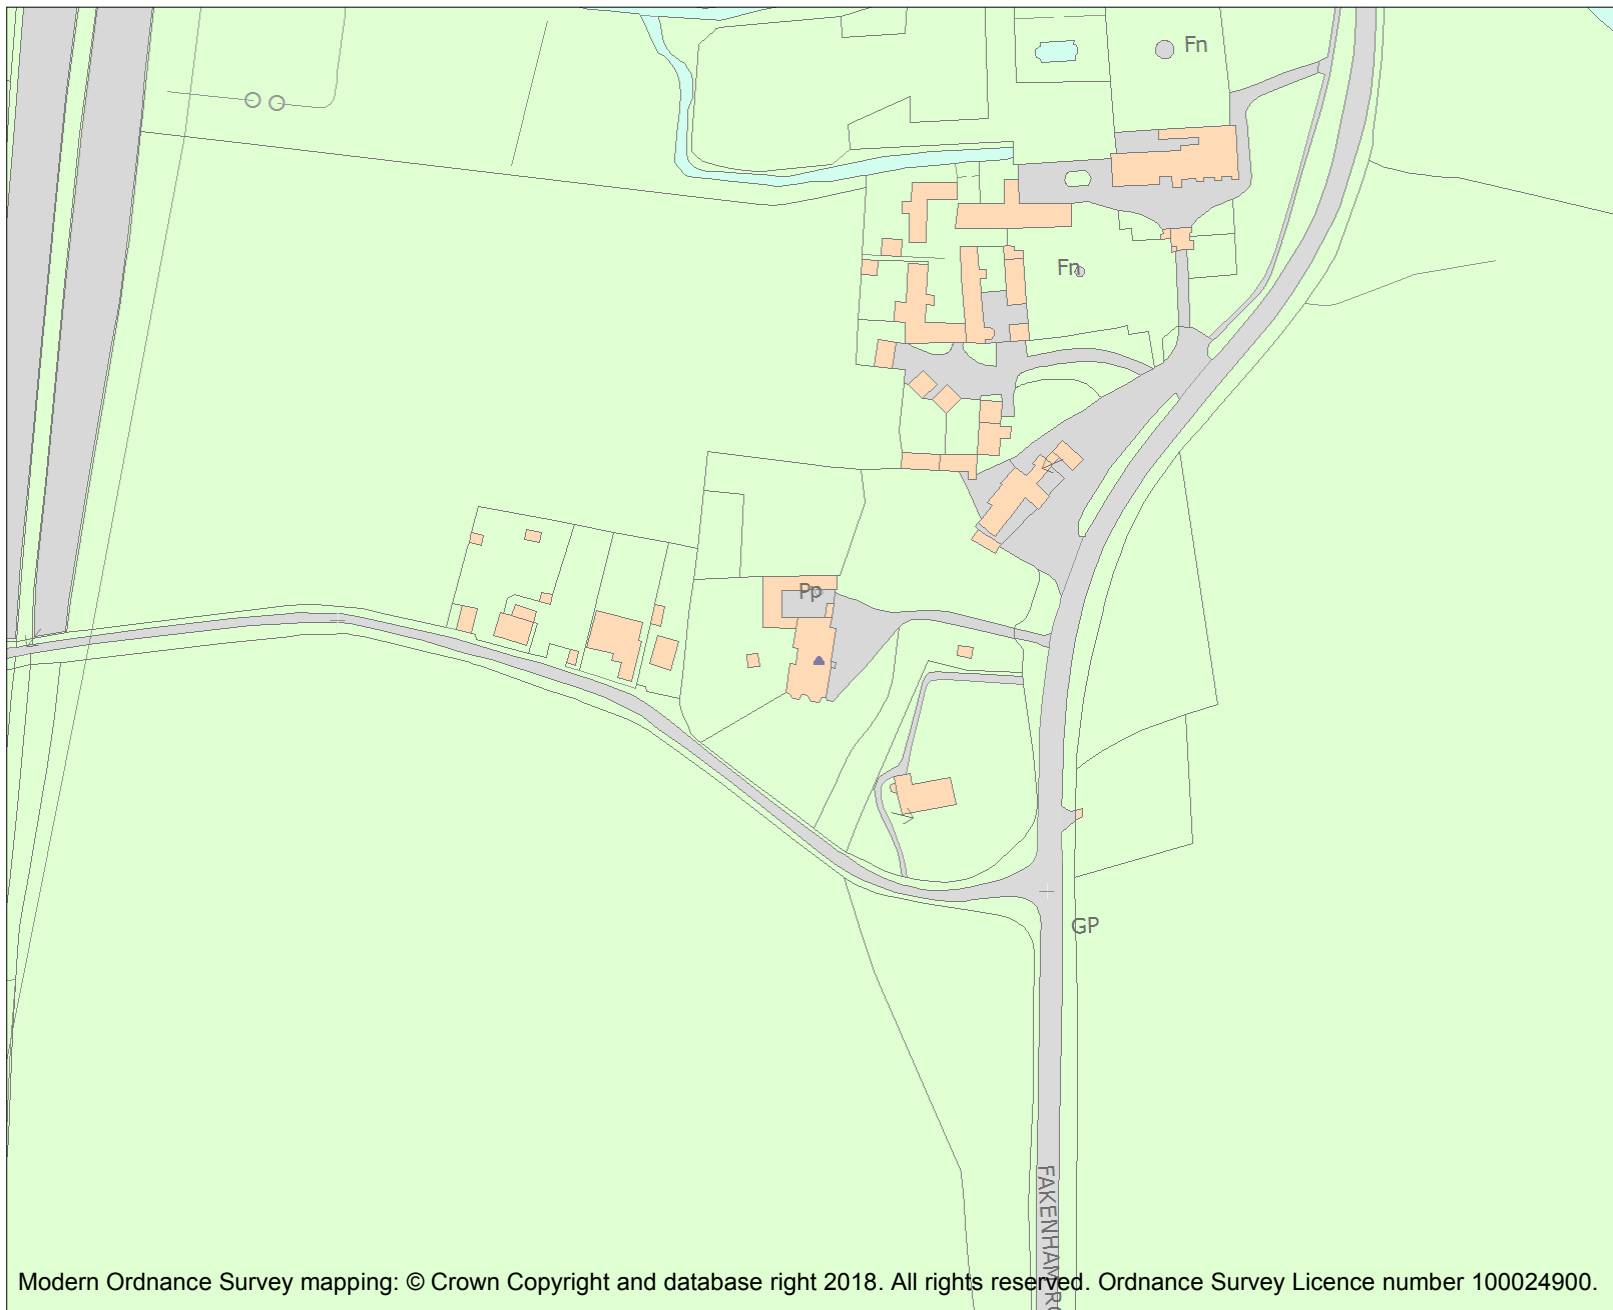 Fn
Fn
Pp
GP
FAKENHAM
Modern Ordnance Survey mapping: © Crown Copyright and database right 2018. All rights reserved. Ordnance Survey Licence number 100024900.